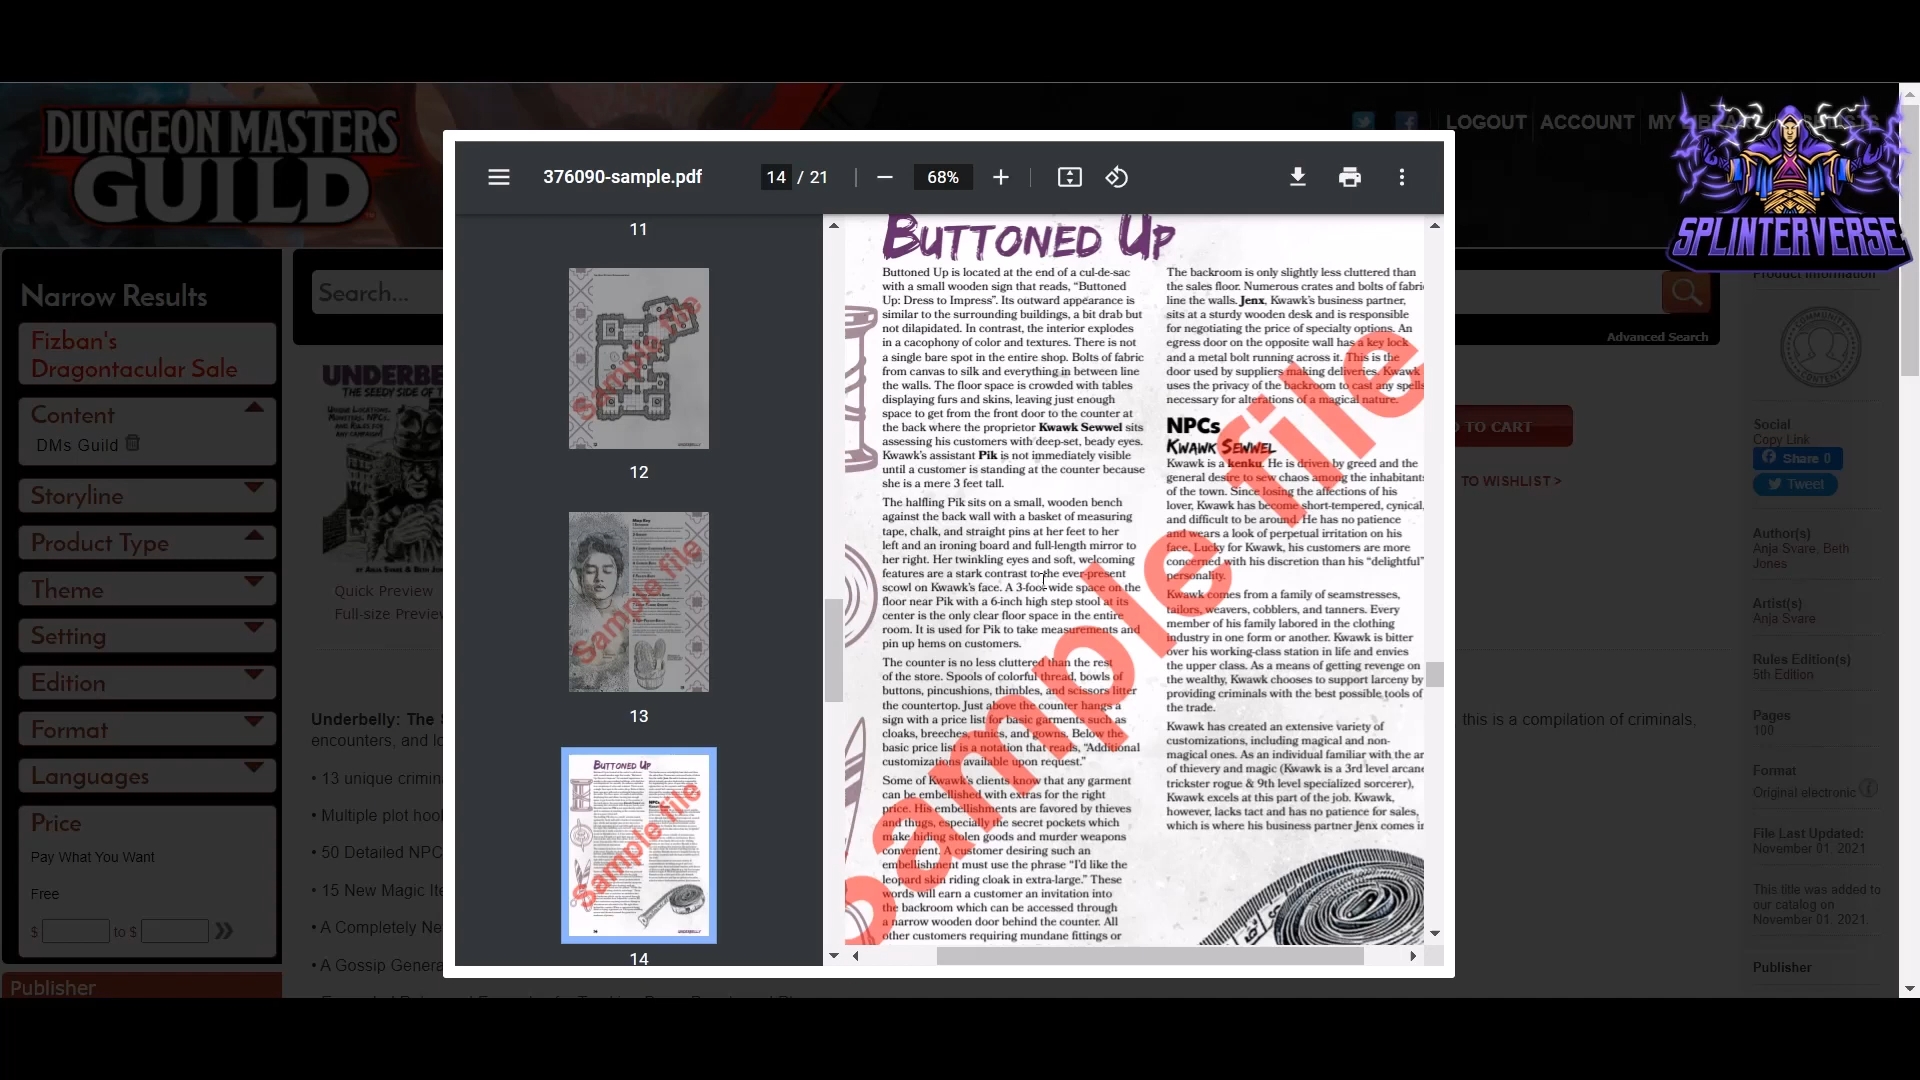 DUNGEON MASTERS
GUILD
LOGOUT
ACCOUNT
MY
SPLINTERVERSE
Narrow Results
Fizban's
Dragontacular Sale
Content
DMs Guild
Storyline
Product Type
Theme
Setting
Edition
Format
Languages
Price
Pay What You Want
Free
$
to $
Publisher
Search...
Advanced Search
THE SEEDY SIDE OF
BY ANJA SVARE & BETH
Quick Preview
Full-size
Underbelly: The
this is a compilation of criminals,
encounters, and
• 13 unique
• Multiple plot
• 50 Detailed
• 15 New Magic
• A Completely
• A Gossip
376090-sample.pdf
14 / 21
68%
11
12
13
14
Sample file
BUTTONED UP
Buttoned Up is located at the end of a cul-de-sac
with a small wooden sign that reads, “Buttoned
Up: Dress to Impress”. Its outward appearance is
similar to the surrounding buildings, a bit drab but
not dilapidated. In contrast, the interior explodes
in a cacophony of color and textures. There is not
a single bare spot in the entire shop. Bolts of fabric
from canvas to silk and everything in between line
the walls. The floor space is crowded with tables
displaying furs and skins, leaving just enough
space to get from the front door to the counter at
the back where the proprietor Kwawk Sewwel sits
assessing his customers with deep-set, beady eyes.
Kwawk's assistant Pik is not immediately visible
until a customer is standing at the counter because
she is a mere 3 feet tall.
The halfling Pik sits on a small, wooden bench
against the back wall with a basket of measuring
tape, chalk, and straight pins at her feet to her
left and an ironing board and full-length mirror to
her right. Her twinkling eyes and soft, welcoming
features are a stark contrast to the ever-present
scowl on Kwawk's face. A 3-foot-wide space on the
floor near Pik with a 6-inch high step stool at its
center is the only clear floor space in the entire
room. It is used for Pik to take measurements and
pin up hems on customers.
The counter is no less cluttered than the rest
of the store. Spools of colorful thread, bowls of
buttons, pincushions, thimbles, and scissors litter
the countertop. Just above the counter hangs a
sign with a price list for basic garments such as
cloaks, breeches, tunics, and gowns. Below the
basic price list is a notation that reads, “Additional
customizations available upon request.”
Some of Kwawk's clients know that any garment
can be embellished with extras for the right
price. His embellishments are favored by thieves
and thugs, especially the secret pockets which
make hiding stolen goods and murder weapons
convenient. A customer desiring such an
embellishment must use the phrase “I'd like the
leopard skin riding cloak in extra-large.” These
words will earn a customer an invitation into
the backroom which can be accessed through
a narrow wooden door behind the counter. All
other customers requiring mundane fittings or
The backroom is only slightly less cluttered than
the sales floor. Numerous crates and bolts of fabri
line the walls. Jenx, Kwawk's business partner,
sits at a sturdy wooden desk and is responsible
for negotiating the price of specialty options. An
egress door on the opposite wall has a key lock
and a metal bolt running across it. This is the
door used by suppliers making deliveries. Kwawk
uses the privacy of the backroom to cast any spells
necessary for alterations of a magical nature.
NPCs
KWAWK SEWWEL
Kwawk is a kenku. He is driven by greed and the
general desire to sew chaos among the inhabitants
of the town. Since losing the affections of his
lover, Kwawk has become short-tempered, cynical,
and difficult to be around. He has no patience
and wears a look of perpetual irritation on his
face. Lucky for Kwawk, his customers are more
concerned with his discretion than his “delightful”
personality.
Kwawk comes from a family of seamstresses,
tailors, weavers, cobblers, and tanners. Every
member of his family labored in the clothing
industry in one form or another. Kwawk is bitter
over his working-class station in life and envies
the upper class. As a means of getting revenge on
the wealthy, Kwawk chooses to support larceny by
providing criminals with the best possible tools of
the trade.
Kwawk has created an extensive variety of
customizations, including magical and non-
magical ones. As an individual familiar with the ar
of thievery and magic (Kwawk is a 3rd level arcane
trickster rogue & 9th level specialized sorcerer),
Kwawk excels at this part of the job. Kwawk,
however, lacks tact and has no patience for sales,
which is where his business partner Jenx comes in
Sample file
TO CART
TO WISHLIST >
Product Information
COMMUNITY
CONTENT
Social
Copy Link
Share 0
Tweet
Author(s)
Anja Svare, Beth
Jones
Artist(s)
Anja Svare
Rules Edition(s)
5th Edition
Pages
100
Format
Original electronic
File Last Updated:
November 01, 2021
This title was added to
our catalog on
November 01, 2021.
Publisher